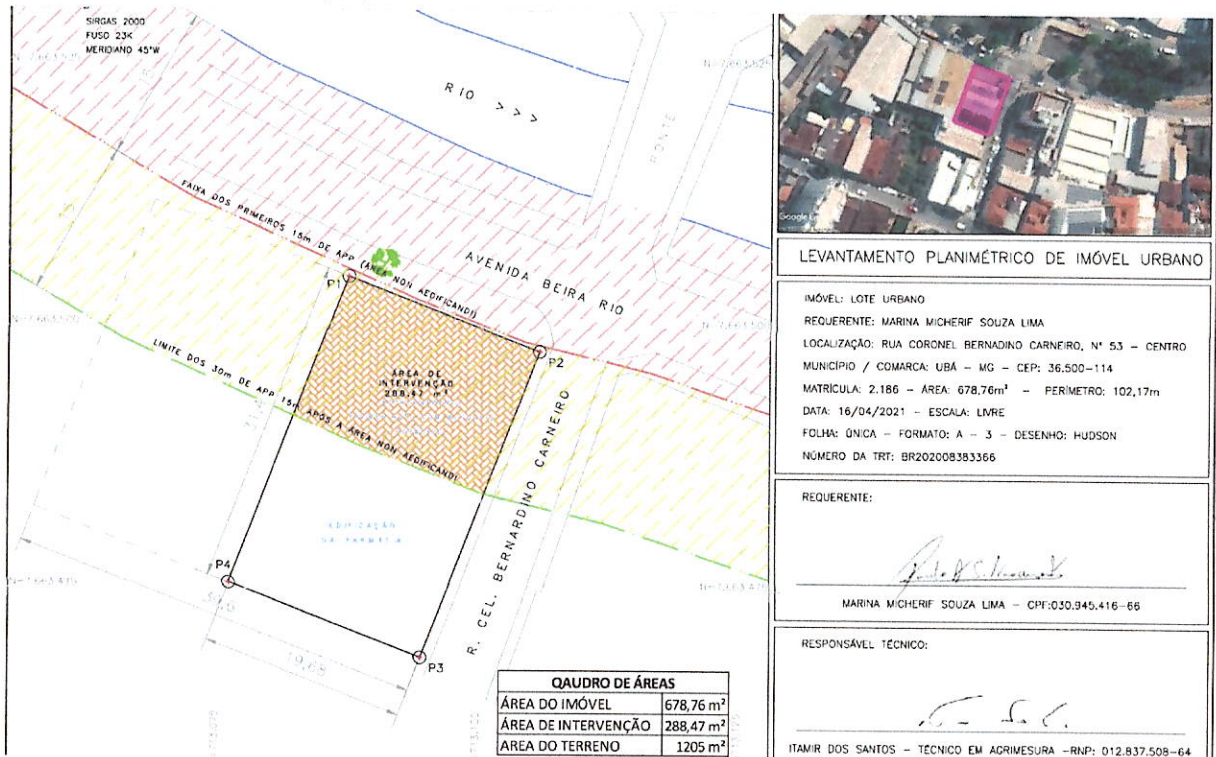 SIRGAS 2000
FUSO 23K
MERIDIANO 45°W
RIO > > >
PONTE
FAIXA DOS PRIMEIROS 15m DE APP (ÁREA NON AEDIFICANDI)
AVENIDA BEIRA RIO
P1
P2
LIMITE DOS 30m DE APP 15m APÓS A ÁREA NON AEDIFICANDI
ÁREA DE
INTERVENÇÃO
288,47 m²
R. CEL. BERNARDINO CARNEIRO
EDIFICAÇÃO
P4
P3
19,68
QAUDRO DE ÁREAS
ÁREA DO IMÓVEL 678,76 m²
ÁREA DE INTERVENÇÃO 288,47 m²
AREA DO TERRENO 1205 m²
LEVANTAMENTO PLANIMÉTRICO DE IMÓVEL URBANO
IMÓVEL: LOTE URBANO
REQUERENTE: MARINA MICHERIF SOUZA LIMA
LOCALIZAÇÃO: RUA CORONEL BERNADINO CARNEIRO, N° 53 - CENTRO
MUNICÍPIO / COMARCA: UBÁ - MG - CEP: 36.500-114
MATRÍCULA: 2.186 - ÁREA: 678,76m² - PERÍMETRO: 102,17m
DATA: 16/04/2021 - ESCALA: LIVRE
FOLHA: ÚNICA - FORMATO: A - 3 - DESENHO: HUDSON
NÚMERO DA TRT: BR202008383366
REQUERENTE:
MARINA MICHERIF SOUZA LIMA - CPF:030.945.416-66
RESPONSÁVEL TÉCNICO:
ITAMIR DOS SANTOS - TÉCNICO EM AGRIMESURA -RNP: 012.837.508-64